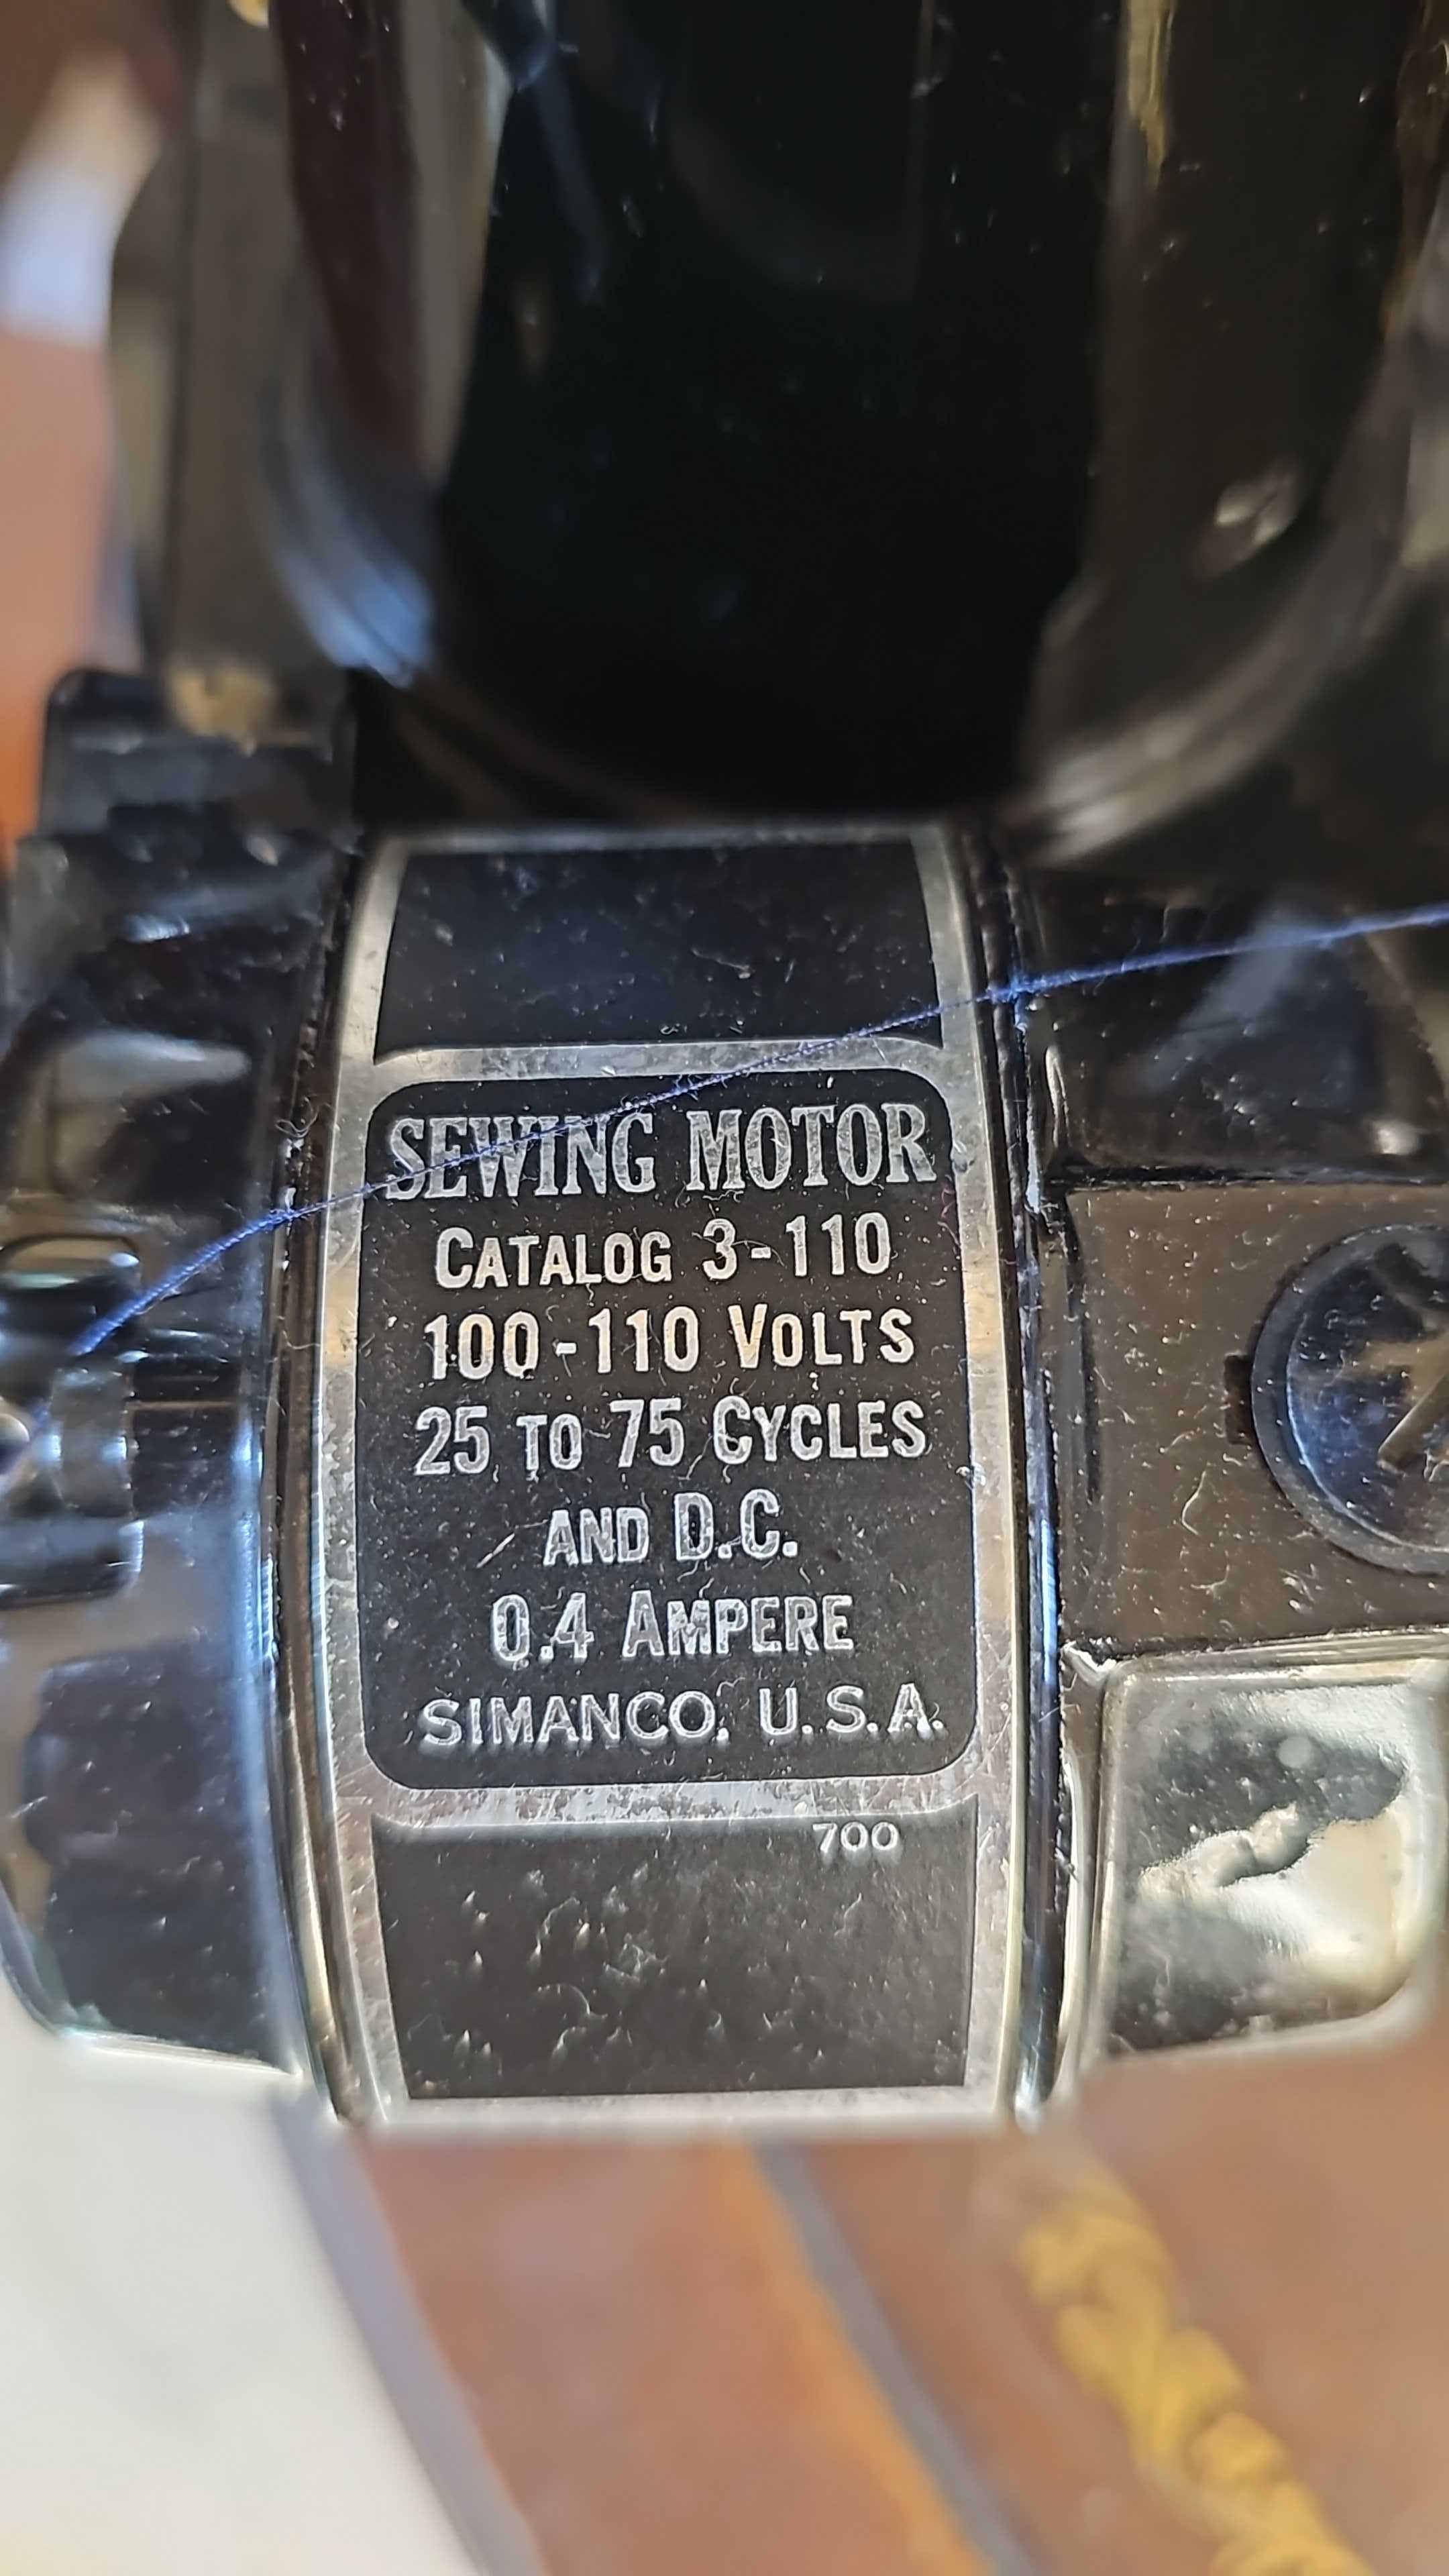 SEWING MOTOR
CATALOG 3-110
100-110 VOLTS
25 TO 75 CYCLES
AND D.C.
0.4 AMPERE
SIMANCO. U.S.A.
700